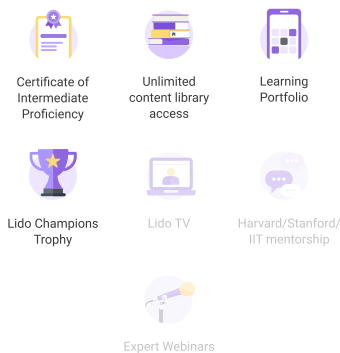 Certificate of
Intermediate
Proficiency
Unlimited
content library
access
Learning
Portfolio
Lido Champions
Trophy
Lido TV
Harvard/Stanford/
IIT mentorship
Expert Webinars